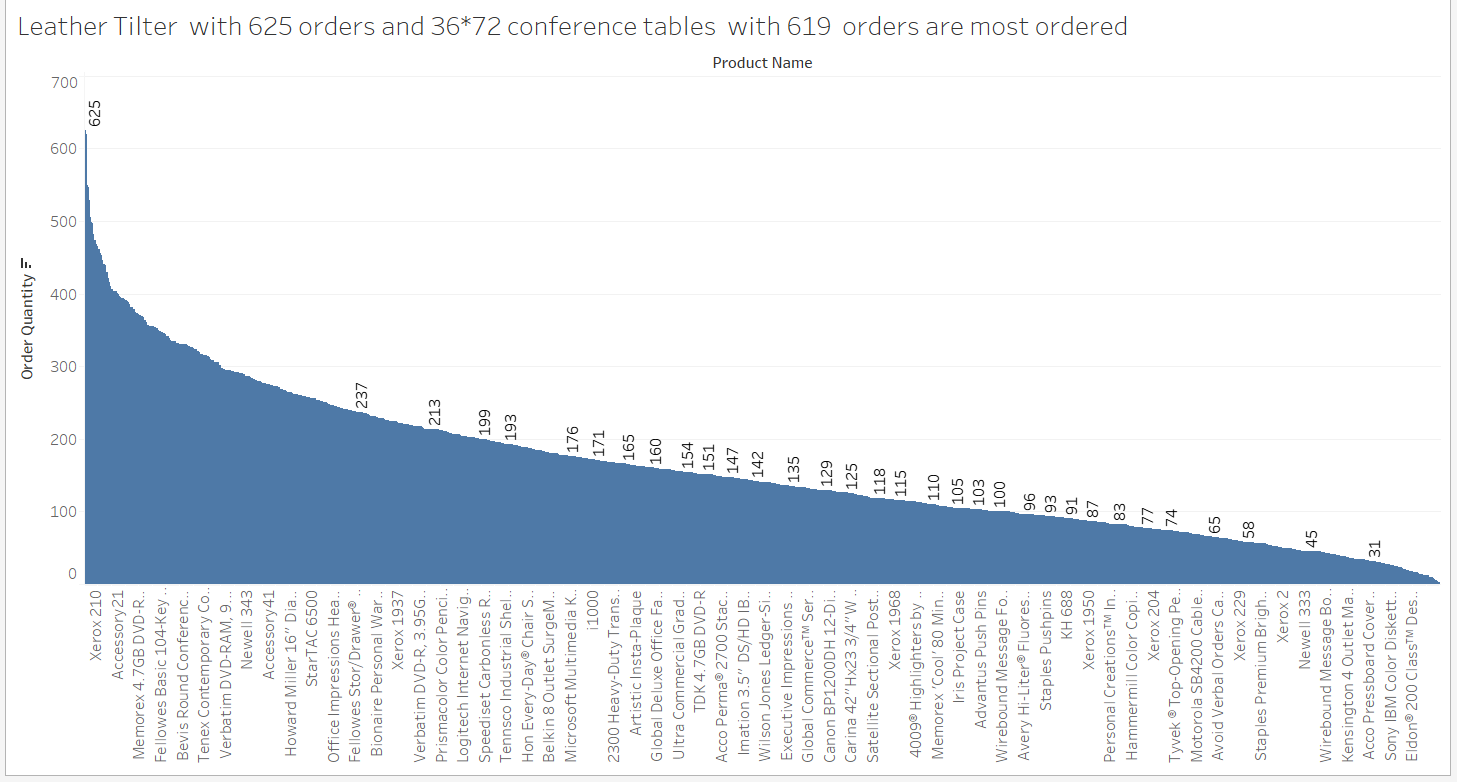 Leather Tilter with 625 orders and 36*72 conference tables with 619 orders are most ordered
Product Name
Order Quantity
700
600
500
400
300
200
100
0
625
237
213
199
193
176
171
165
160
154
151
147
142
135
129
125
118
115
110
105
103
100
96
93
91
87
83
77
74
65
58
45
31
Xerox 210
Accessory21
Memorex 4.7GB DVD-R..
Fellowes Basic 104-Key ..
Bevis Round Conferenc..
Tenex Contemporary Co..
Verbatim DVD-RAM, 9...
Newell 343
Accessory41
Howard Miller 16" Dia..
StarTAC 6500
Office Impressions Hea..
Fellowes Stor/Drawer® ..
Bionaire Personal War..
Xerox 1937
Verbatim DVD-R, 3.95G..
Prismacolor Color Penci..
Logitech Internet Navig..
Speediset Carbonless R..
Tennsco Industrial Shel..
Hon Every-Day® Chair S..
Belkin 8 Outlet SurgeM..
Microsoft Multimedia K..
i1000
2300 Heavy-Duty Trans..
Artistic Insta-Plaque
Global Deluxe Office Fa..
Ultra Commercial Grad..
TDK 4.7GB DVD-R
Acco Perma® 2700 Stac..
Imation 3.5" DS/HD IB..
Wilson Jones Ledger-Si..
Executive Impressions ..
Global Commerce™ Ser..
Canon BP1200DH 12-Di..
Carina 42"Hx23 3/4"W ..
Satellite Sectional Post..
Xerox 1968
4009® Highlighters by ..
Memorex 'Cool' 80 Min..
Iris Project Case
Advantus Push Pins
Wirebound Message Fo..
Avery Hi-Liter® Fluores..
Staples Pushpins
KH 688
Xerox 1950
Personal Creations™ In..
Hammermill Color Copi..
Xerox 204
Tyvek ® Top-Opening Pe..
Motorola SB4200 Cable..
Avoid Verbal Orders Ca..
Xerox 229
Staples Premium Brigh..
Xerox 2
Newell 333
Wirebound Message Bo..
Kensington 4 Outlet Ma..
Acco Pressboard Cover..
Sony IBM Color Diskett..
Eldon® 200 Class™ Des..